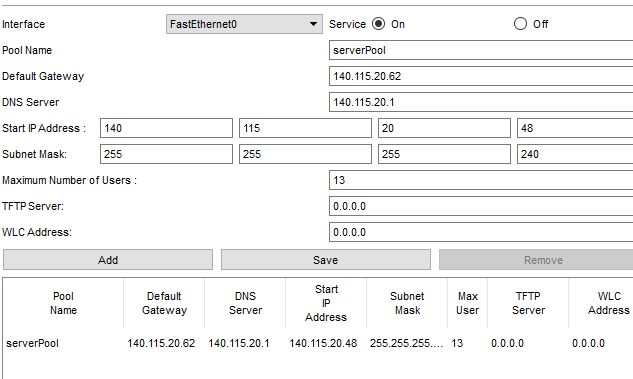 Interface FastEthernet0 Service On Off
Pool Name serverPool
Default Gateway 140.115.20.62
DNS Server 140.115.20.1
Start IP Address : 140 115 20 48
Subnet Mask: 255 255 255 240
Maximum Number of Users : 13
TFTP Server: 0.0.0.0
WLC Address: 0.0.0.0
Add Save Remove
Pool Name Default Gateway DNS Server Start IP Address Subnet Mask Max User TFTP Server WLC Address
serverPool 140.115.20.62 140.115.20.1 140.115.20.48 255.255.255.... 13 0.0.0.0 0.0.0.0